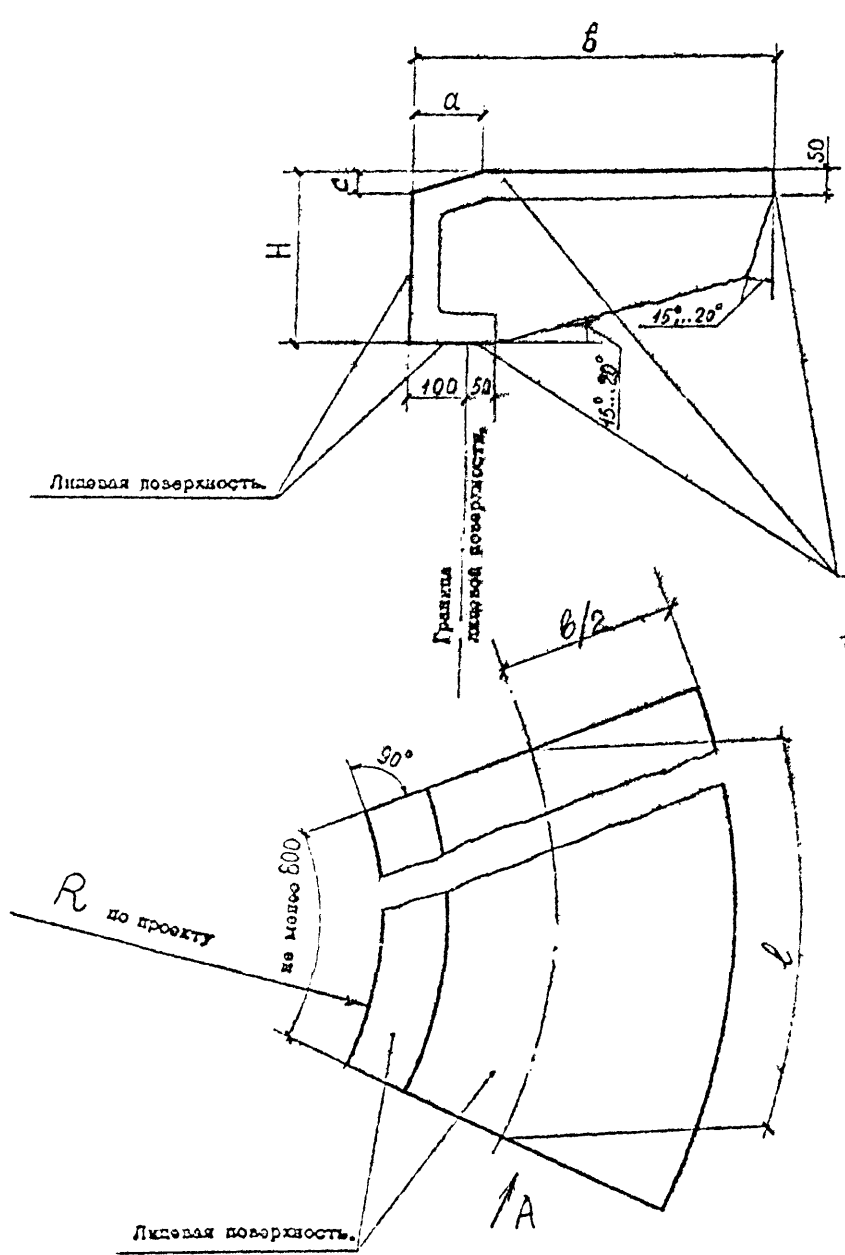 в
a
50
c
H
15°...20°
15°...20°
100
50
Лицевая поверхность.
Граница
лицевой поверхности.
в/2
90°
не менее 600
R по проекту
l
Лицевая поверхность.
A